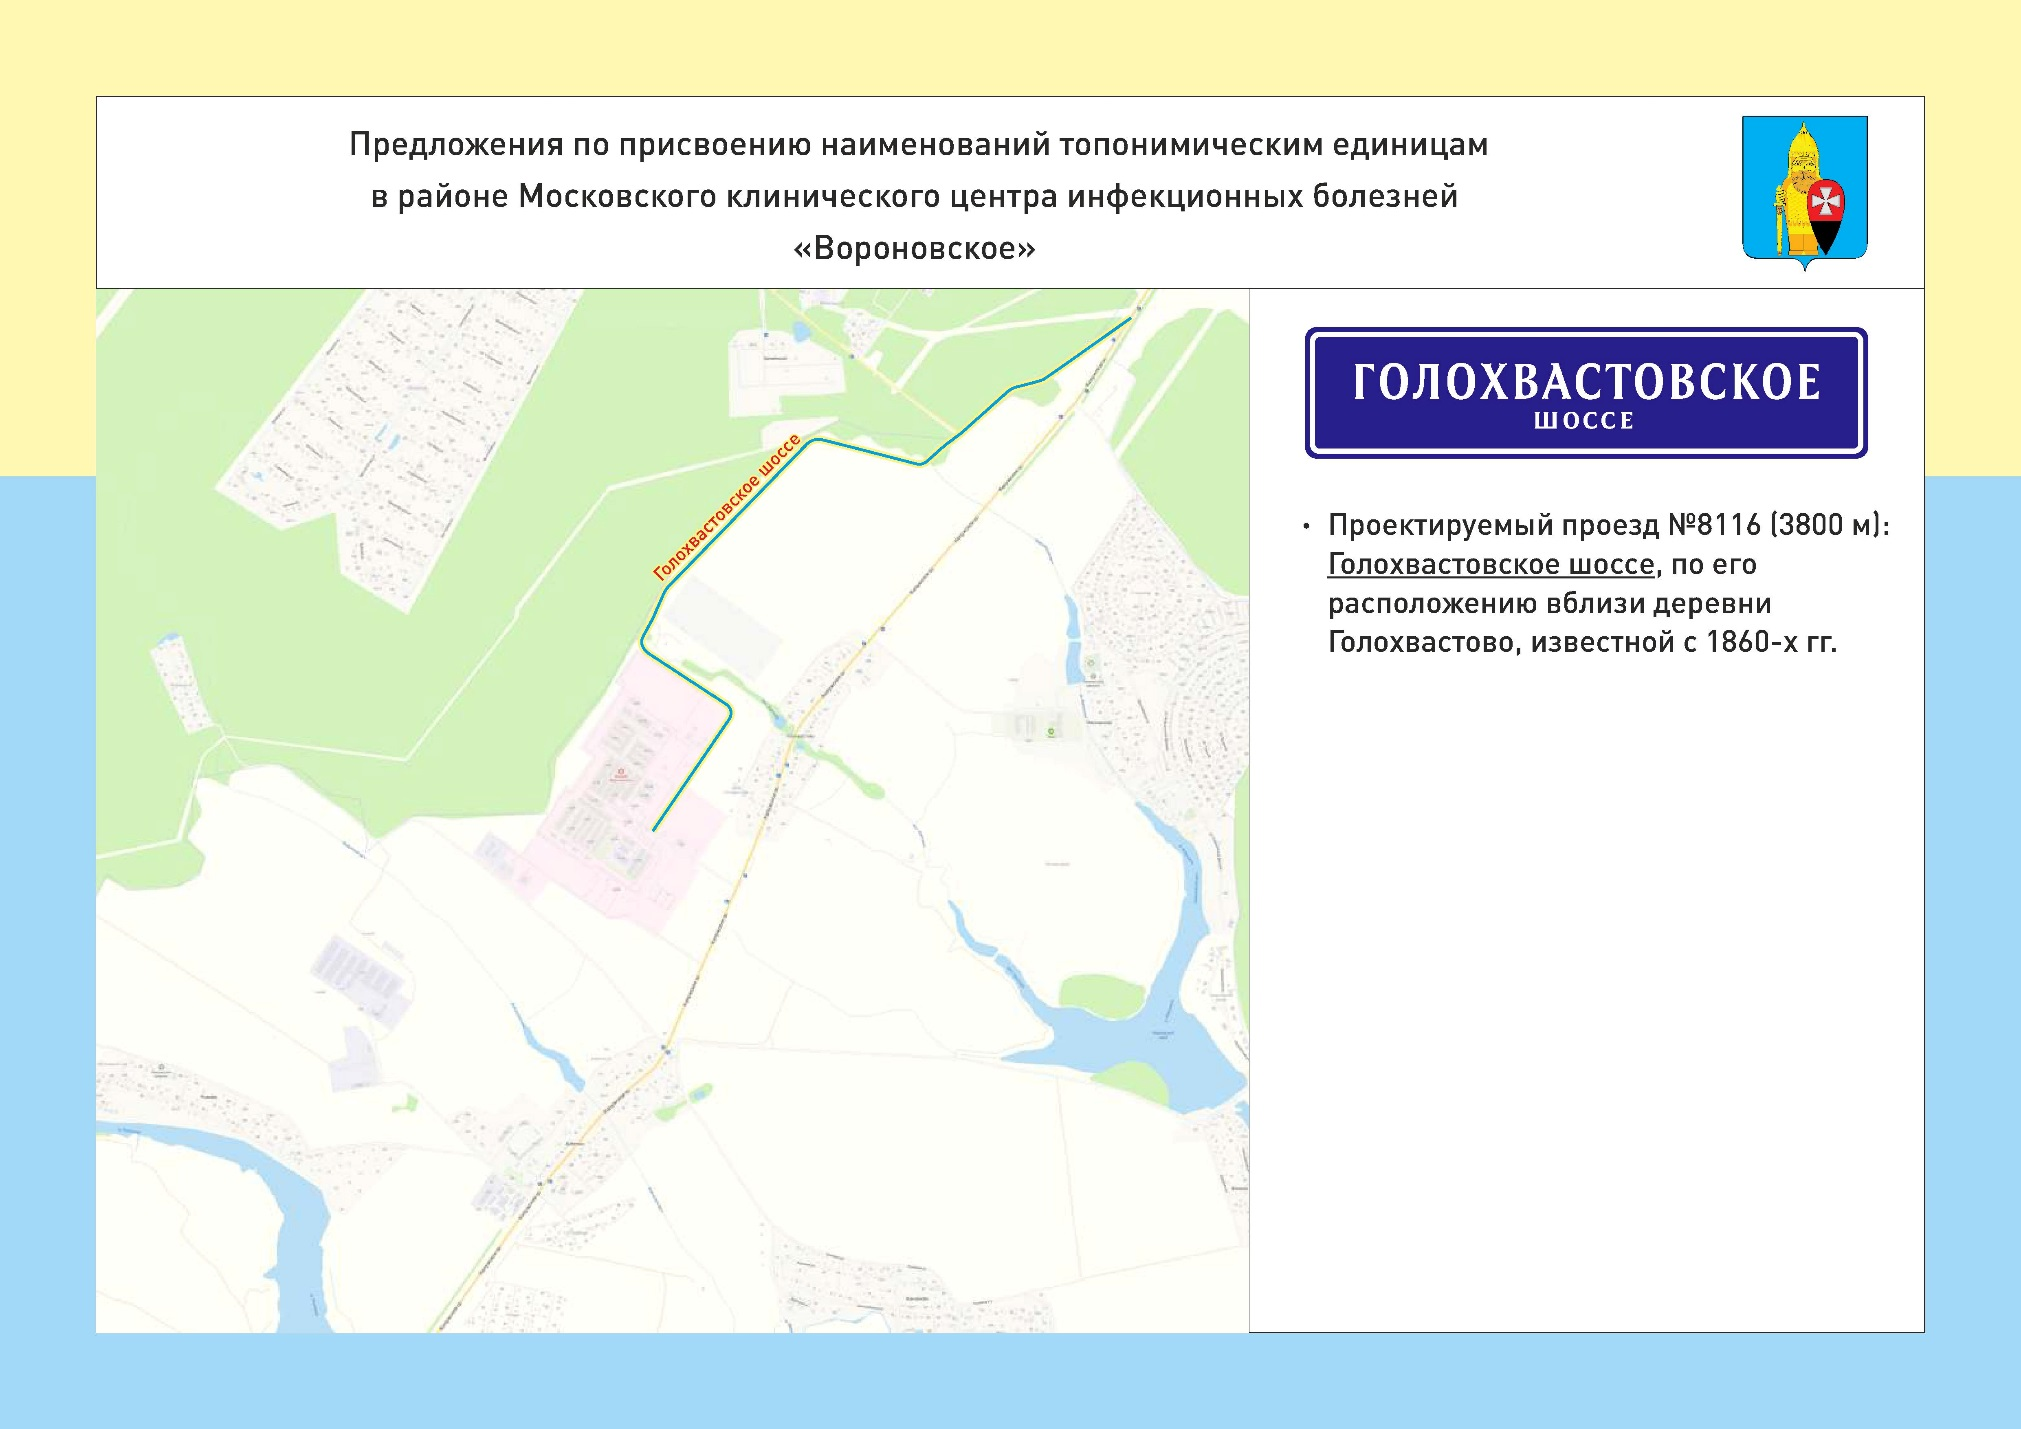 Предложения по присвоению наименований топонимическим единицам
в районе Московского клинического центра инфекционных болезней
«Вороновское»
Голохвастовское шоссе
ГОЛОХВАСТОВСКОЕ
ШОССЕ
• Проектируемый проезд №8116 (3800 м):
Голохвастовское шоссе, по его
расположению вблизи деревни
Голохвастово, известной с 1860-х гг.